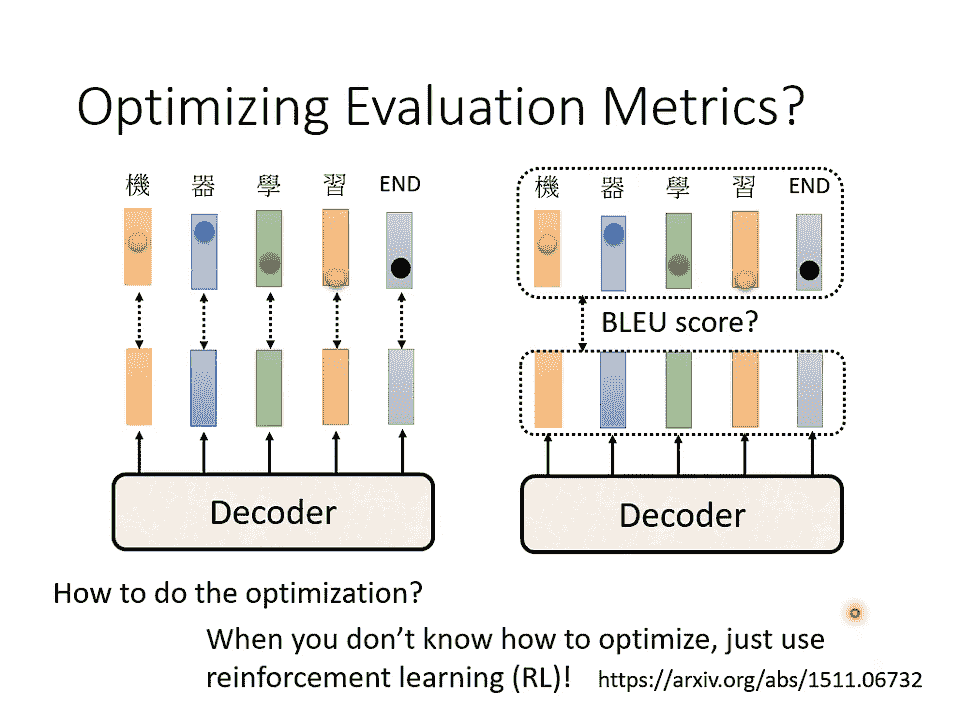 Optimizing Evaluation Metrics?
機 器 學 習 END
機 器 學 習 END
BLEU score?
Decoder
Decoder
How to do the optimization?
When you don’t know how to optimize, just use
reinforcement learning (RL)! https://arxiv.org/abs/1511.06732